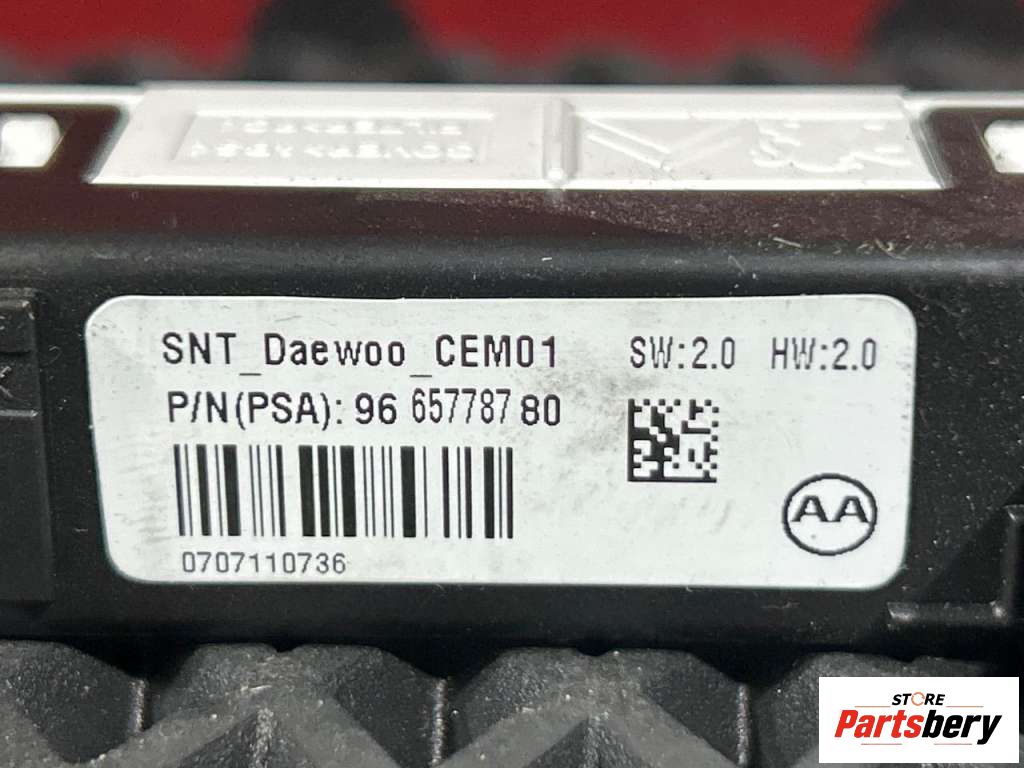 SNT_Daewoo_CEM01 SW:2.0 HW:2.0
P/N(PSA): 96 657787 80
AA
0707110736
STORE
Partsbery